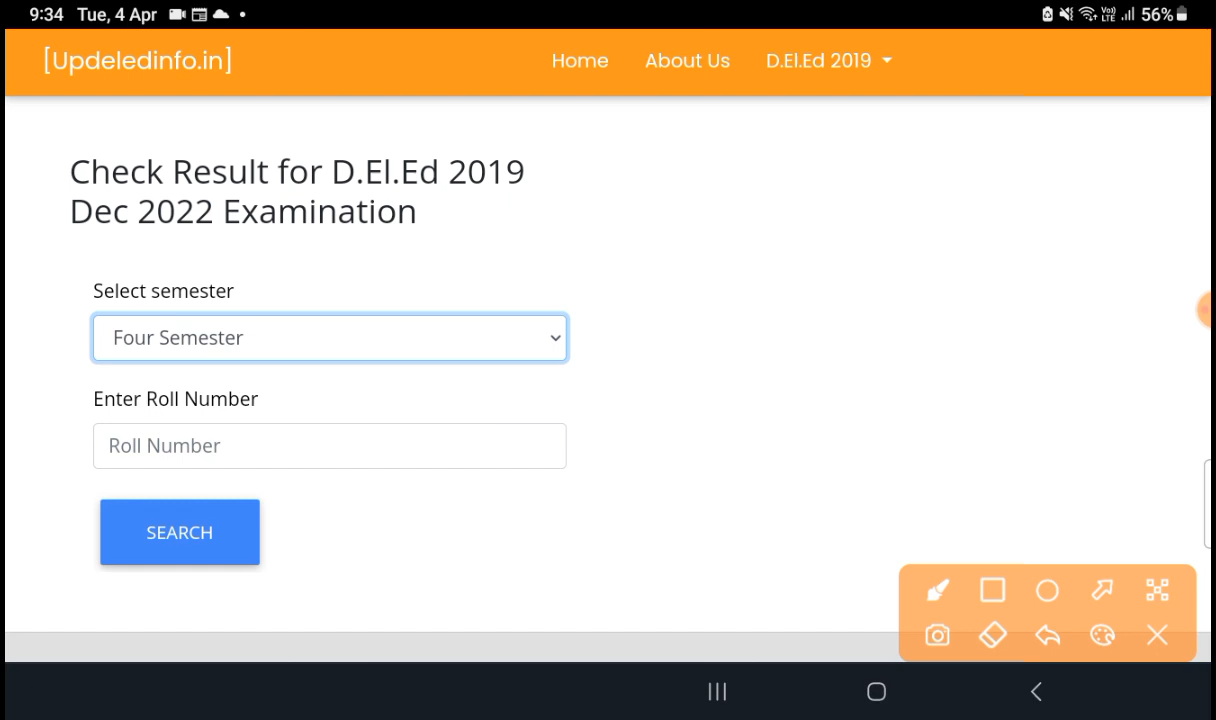 9:34 Tue, 4 Apr
56%
[Updeledinfo.in]
Home
About Us
D.El.Ed 2019
Check Result for D.El.Ed 2019
Dec 2022 Examination
Select semester
Four Semester
Enter Roll Number
Roll Number
SEARCH